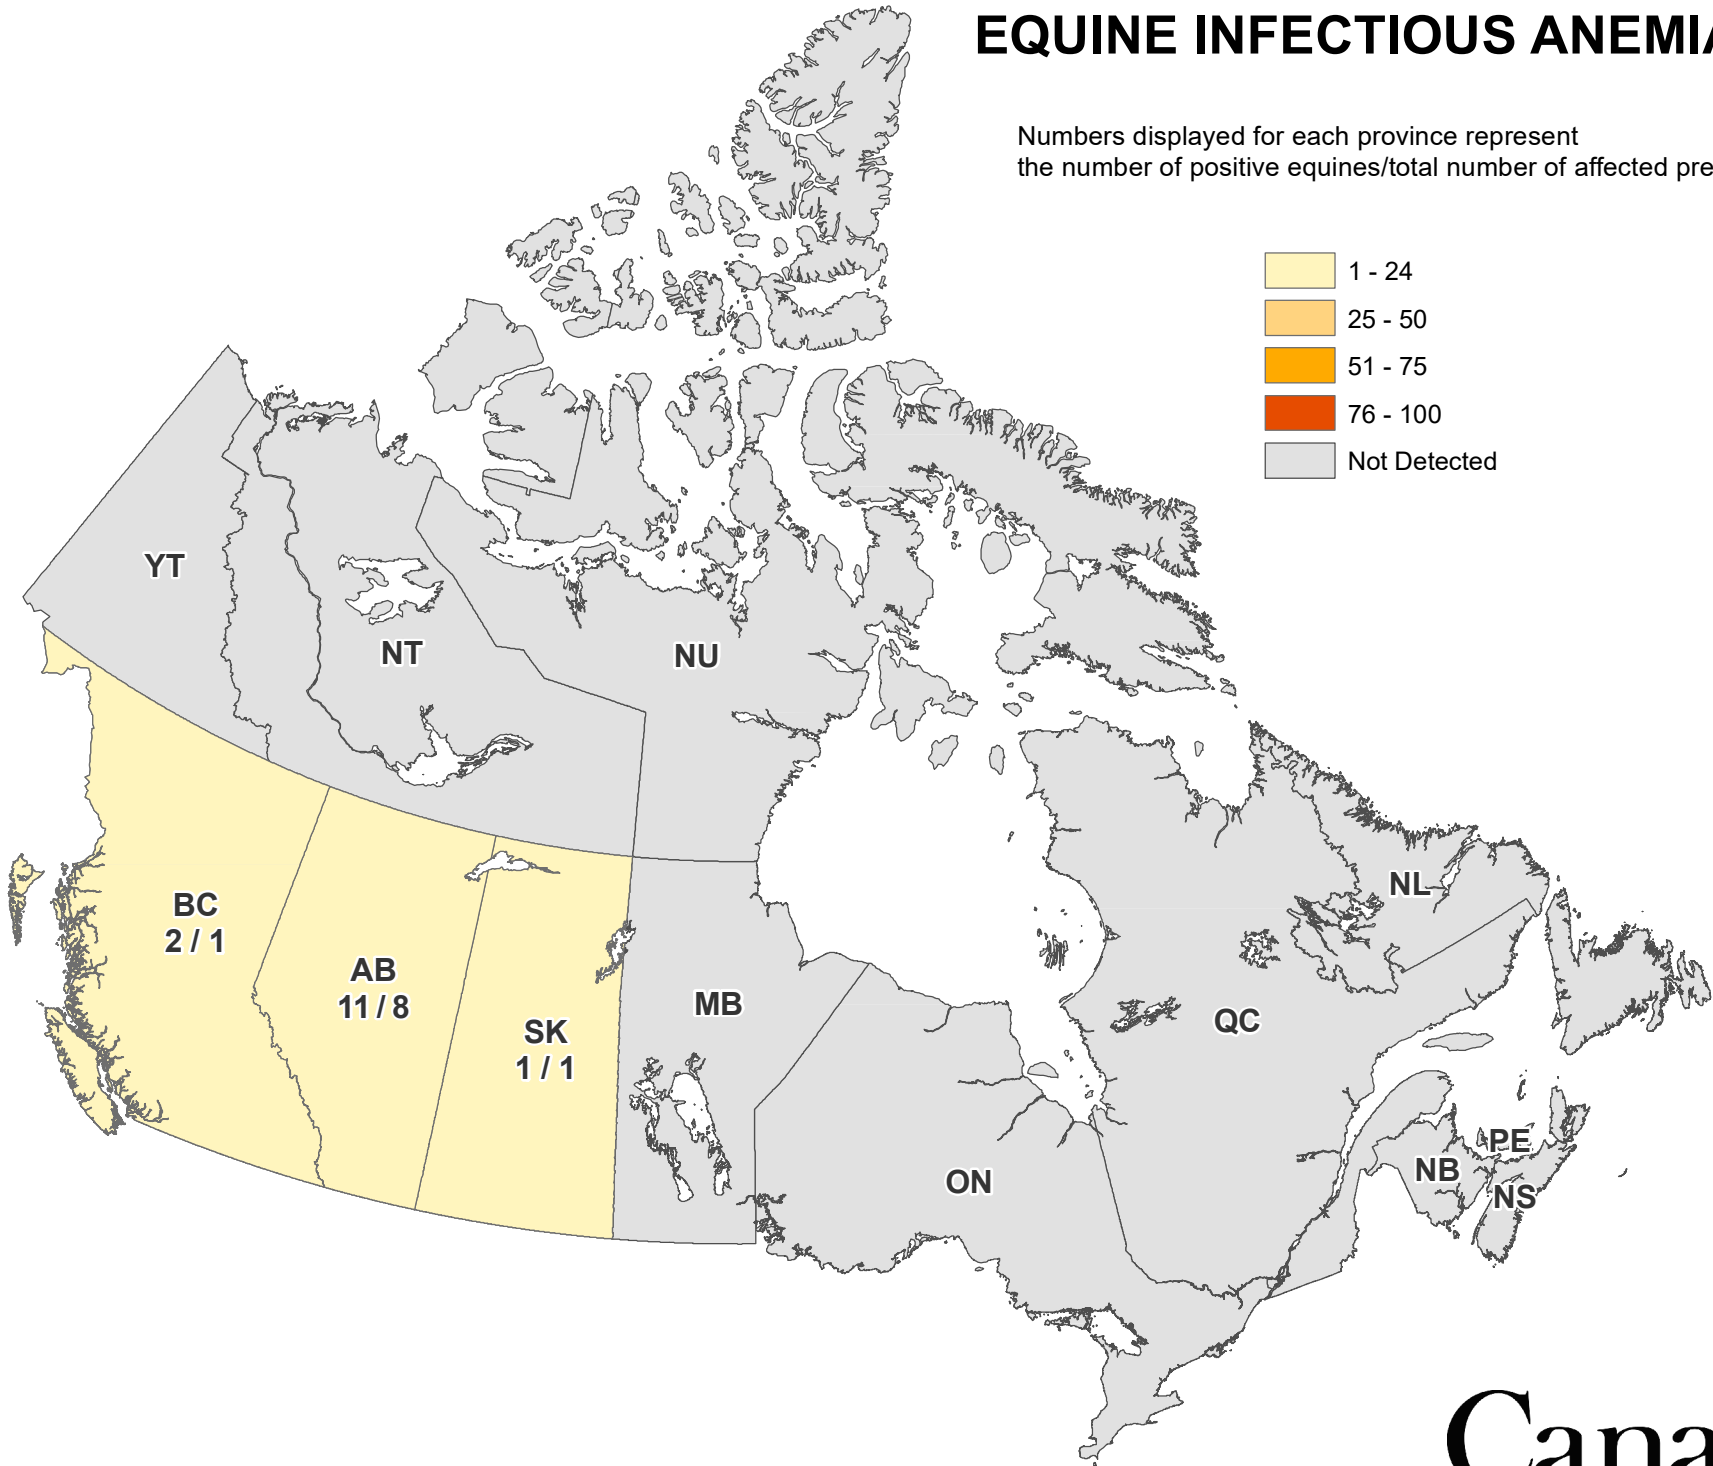 EQUINE INFECTIOUS ANEMIA
Numbers displayed for each province represent
the number of positive equines/total number of affected pre
1 - 24
25 - 50
51 - 75
76 - 100
Not Detected
YT
NT
NU
BC
2 / 1
AB
11 / 8
SK
1 / 1
MB
ON
QC
NL
PE
NB
NS
Cana